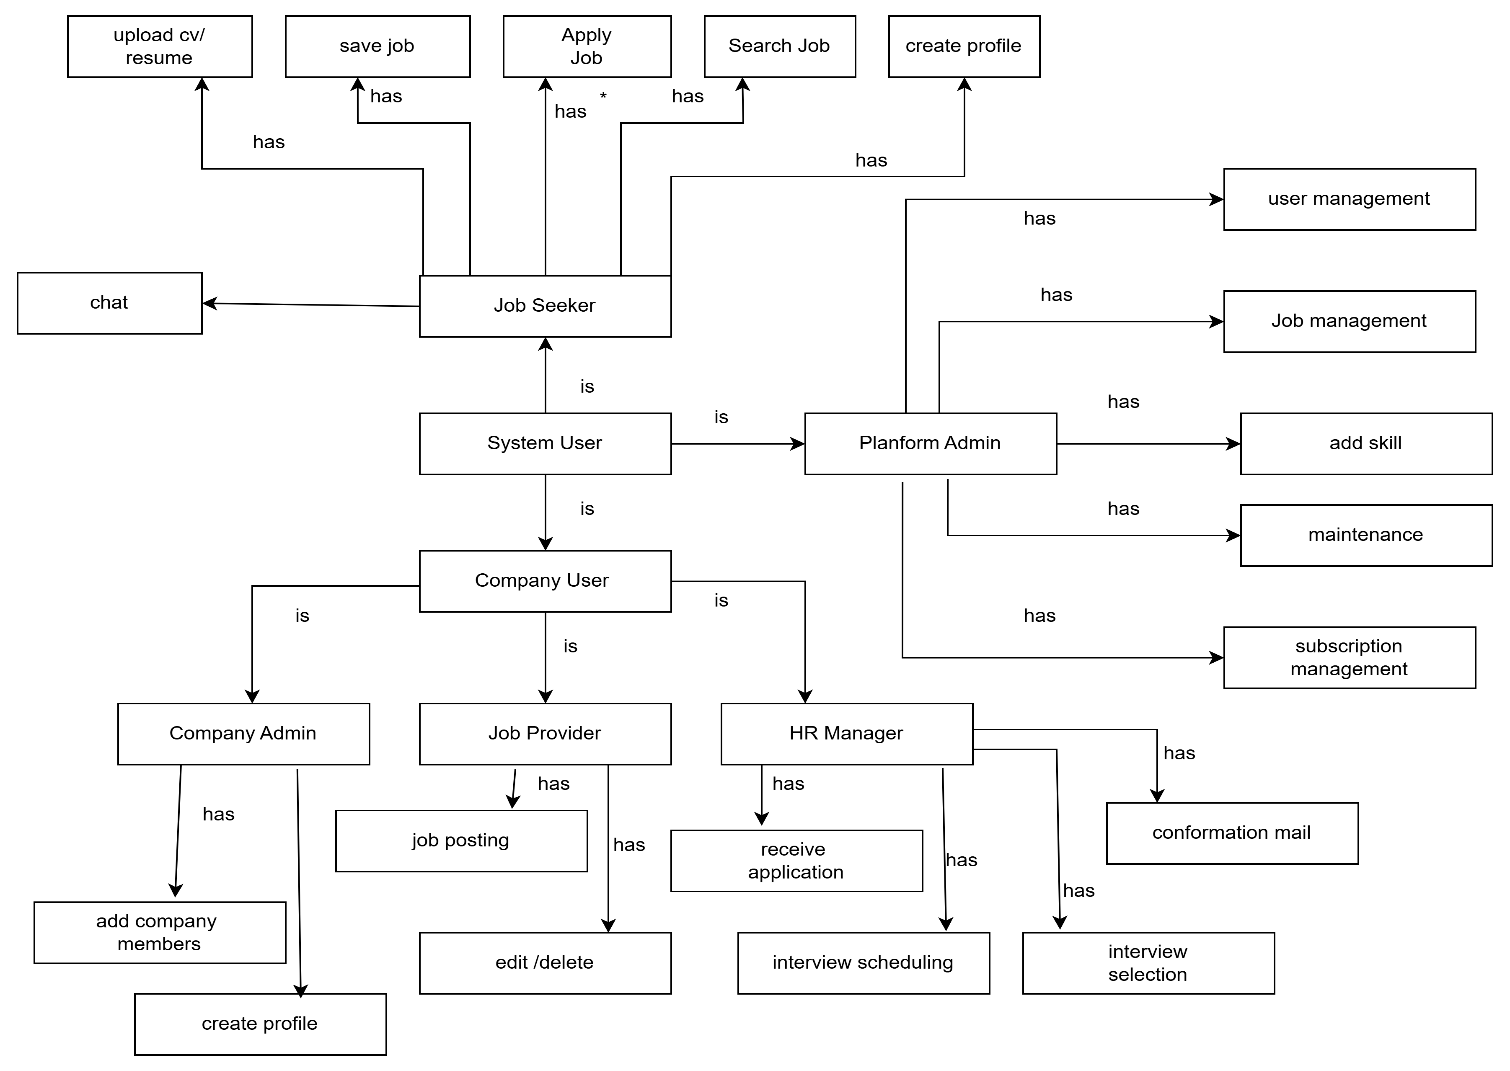 upload cv/
resume
save job
Apply
Job
Search Job
create profile
has
*
has
has
has
has
user management
has
has
Job management
chat
Job Seeker
is
is
has
System User
Planform Admin
add skill
is
has
maintenance
Company User
is
is
is
has
subscription
management
Company Admin
Job Provider
HR Manager
has
has
has
has
has
has
has
conformation mail
job posting
receive
application
has
add company
members
edit /delete
interview scheduling
interview
selection
create profile